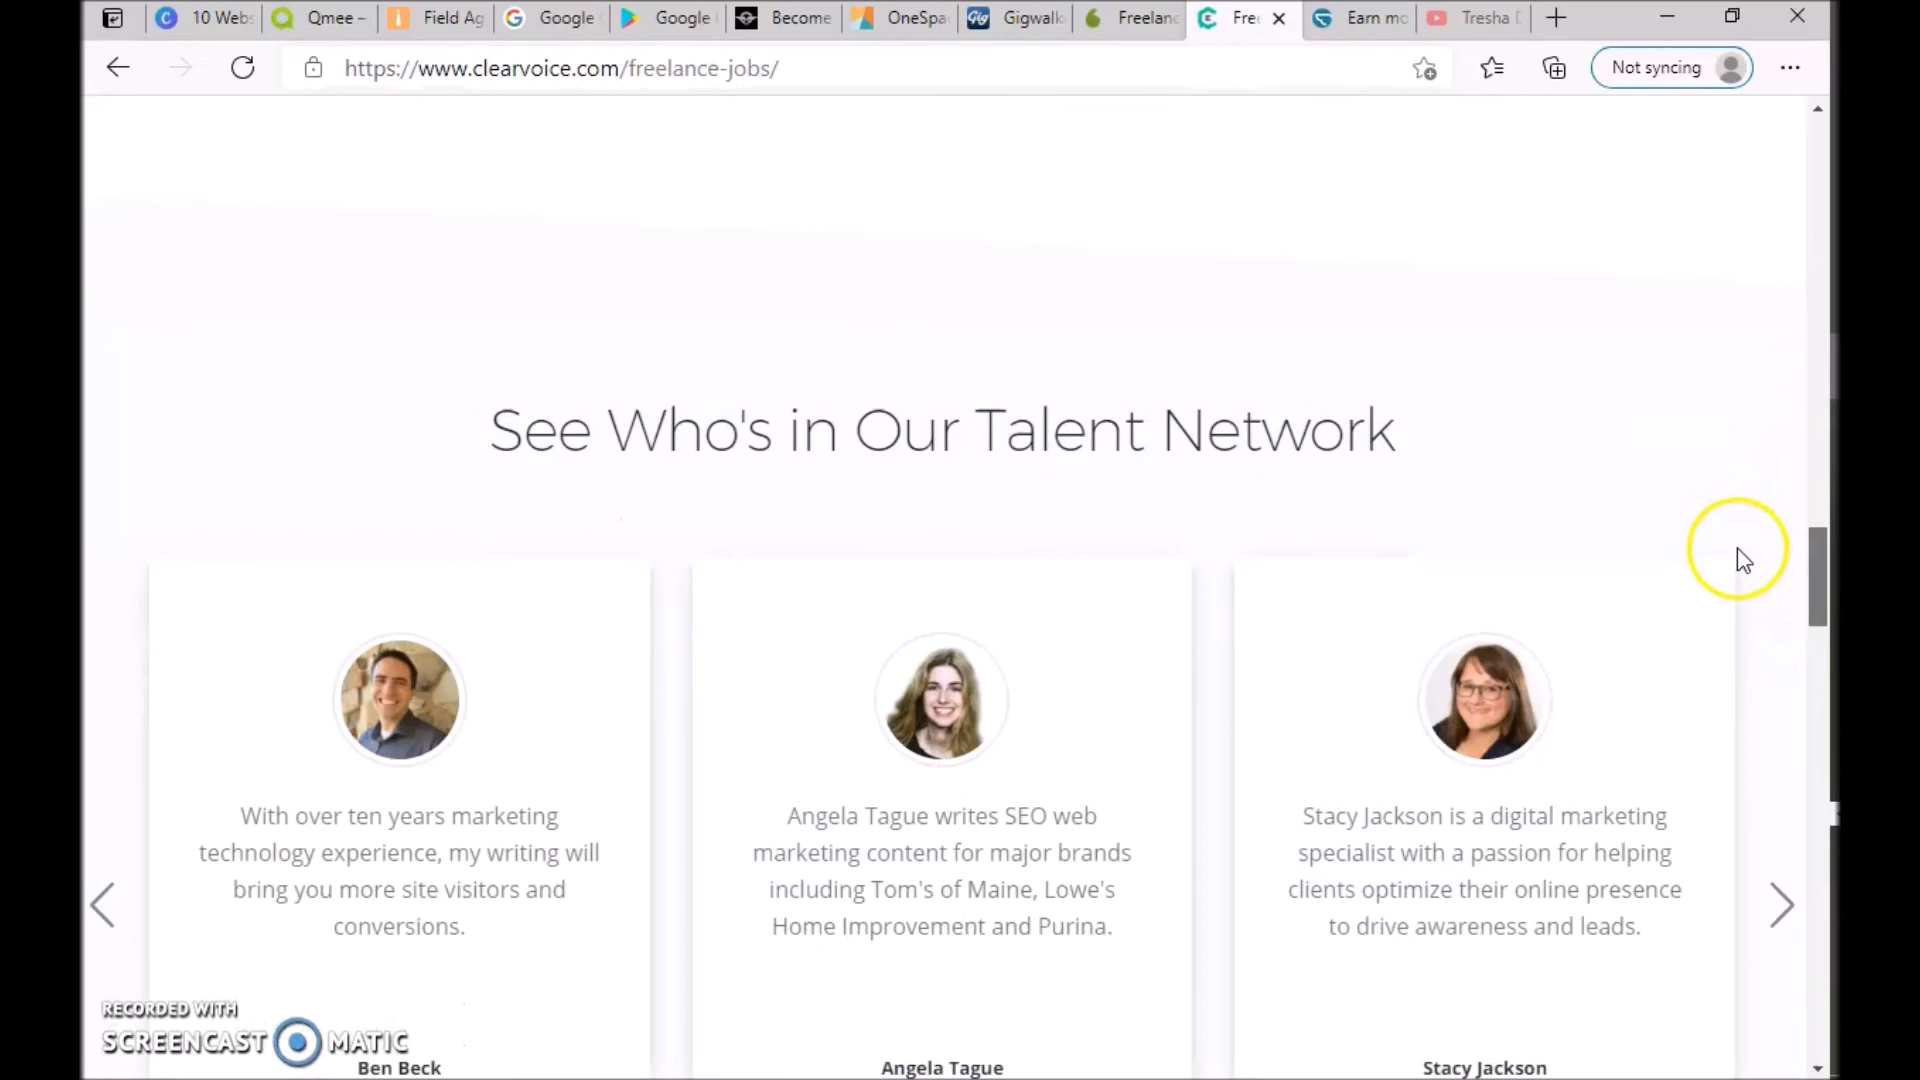 10 Webs
Qmee –
Field Ag
Google
Google
Become
OneSpa
Gigwalk
Freelanc
Free
Earn mo
Tresha D
https://www.clearvoice.com/freelance-jobs/
Not syncing
See Who's in Our Talent Network
With over ten years marketing
technology experience, my writing will
bring you more site visitors and
conversions.
Ben Beck
Angela Tague writes SEO web
marketing content for major brands
including Tom's of Maine, Lowe's
Home Improvement and Purina.
Angela Tague
Stacy Jackson is a digital marketing
specialist with a passion for helping
clients optimize their online presence
to drive awareness and leads.
Stacy Jackson
RECORDED WITH
SCREENCAST MATIC